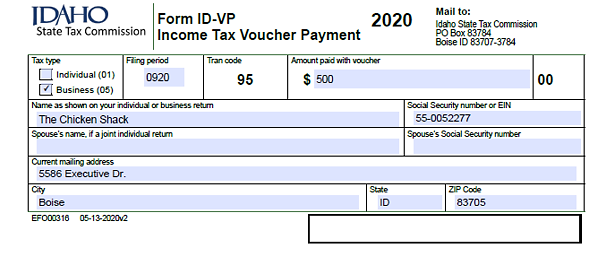 IDAHO
State Tax Commission
Form ID-VP
Income Tax Voucher Payment
2020
Mail to:
Idaho State Tax Commission
PO Box 83784
Boise ID 83707-3784
Tax type
Individual (01)
✓ Business (05)
Filing period
0920
Tran code
95
Amount paid with voucher
$ 500
00
Name as shown on your individual or business return
The Chicken Shack
Social Security number or EIN
55-0052277
Spouse's name, if a joint individual return
Spouse's Social Security number
Current mailing address
5586 Executive Dr.
City
Boise
State
ID
ZIP Code
83705
EFO00316 05-13-2020v2